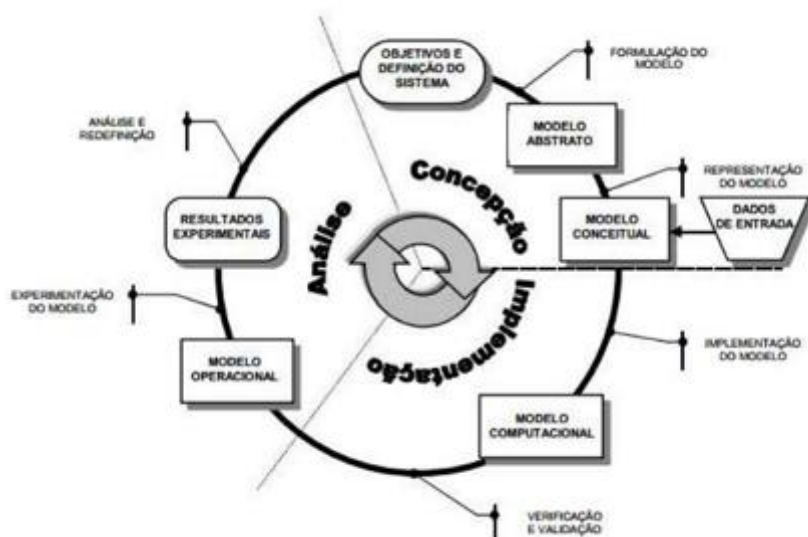 OBJETIVOS E
DEFINIÇÃO DO
SISTEMA
FORMULAÇÃO DO
MODELO
MODELO
ABSTRATO
REPRESENTAÇÃO
DO MODELO
MODELO
CONCEITUAL
DADOS
DE ENTRADA
IMPLEMENTAÇÃO
DO MODELO
MODELO
COMPUTACIONAL
VERIFICAÇÃO
E VALIDAÇÃO
MODELO
OPERACIONAL
EXPERIMENTAÇÃO
DO MODELO
RESULTADOS
EXPERIMENTAIS
ANÁLISE E
REDEFINIÇÃO
Concepção
Implementação
Análise